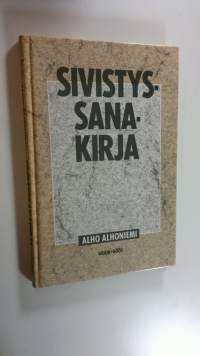 SIVISTYS-
SANA-
KIRJA
ALHO ALHONIEMI